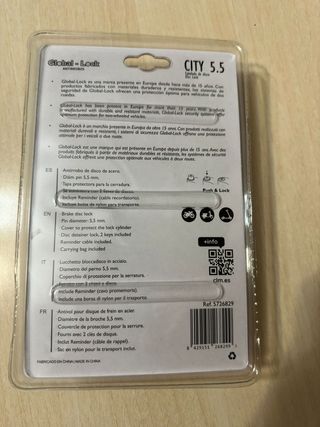 Global - Lock
ANTIRROBOS
CITY 5.5
Candado de disco
Disc Lock
- Global-Lock es una marca presente en Europa desde hace más de 15 años. Con
productos fabricados con materiales duraderos y resistentes, los sistemas de
seguridad de Global-Lock ofrecen una protección óptima para vehículos de dos
ruedas.
- Global-Lock has been present in Europe for more than 15 years. With products
manufactured with durable and resistant materials, Global-Lock systems offer
optimum protection for two-wheeled vehicles.
- Global-Lock è un marchio presente in Europa da oltre 15 anni. Con prodotti realizzati con
materiali durevoli e resistenti, i sistemi di sicurezza Global-Lock offrono una protezione
ottimale per i veicoli a due ruote.
- Global-Lock est une marque qui est présente en Europe depuis plus de 15 ans. Avec des
produits fabriqués à partir de matériaux durables et résistants, les systèmes de sécurité
Global-Lock offrent une protection optimale aux véhicules à deux roues.
ES
Antirrobo de disco de acero.
Diám. pin 5,5 mm.
Tapa protectora para la cerradura.
Se suministra con 2 llaves de disco.
Incluye Reminder (cable recordatorio).
Incluye bolsa de nylon para transporte.
Push & Lock
EN
Brake disc lock
Pin diameter: 5,5 mm.
Cover to protect the lock cylinder
Disc detainer lock, 2 keys included
Reminder cable included.
Carrying bag included
+info
clm.es
IT
Lucchetto bloccadisco in acciaio.
Diametro del perno 5,5 mm.
Coperchio di protezione per la serratura.
Include Reminder (cavo promemoria).
Include una borsa di nylon per il trasporto.
Ref. 5726829
FR
Antivol pour disque de frein en acier
Diamètre de la broche 5,5 mm.
Couvercle de protection pour la serrure.
Fourni avec 2 clés de disque.
Inclut Reminder (câble de rappel).
Sac en nylon pour le transport inclus.
FABRICADO EN CHINA / MADE IN CHINA